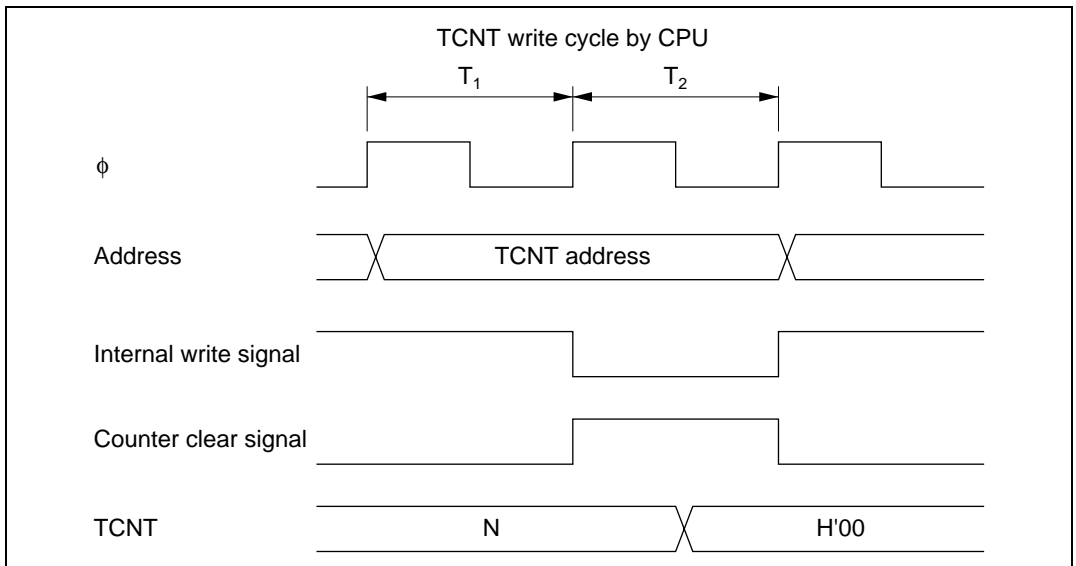 TCNT write cycle by CPU
T₁ T₂
ϕ
Address TCNT address
Internal write signal
Counter clear signal
TCNT N H'00